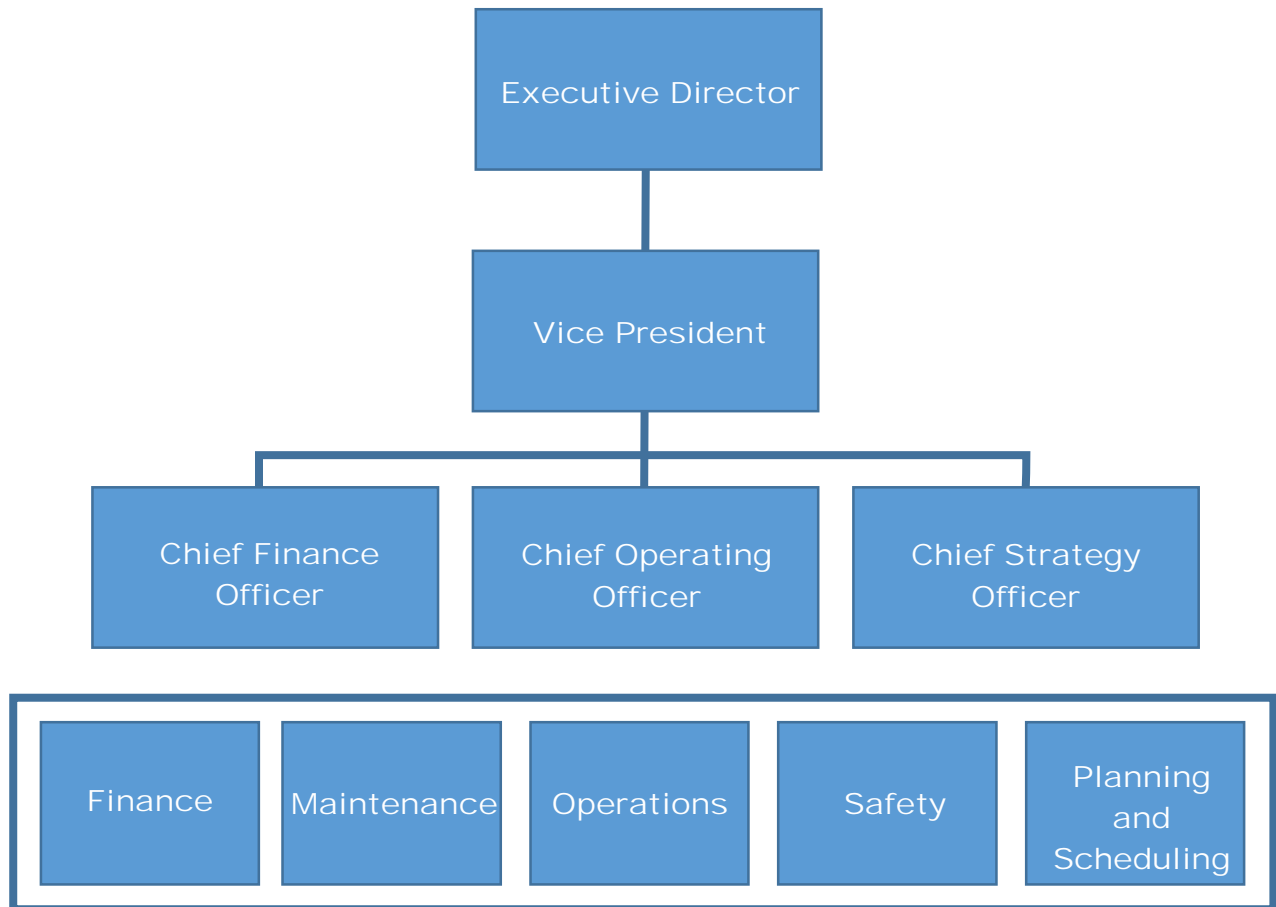 Executive Director
Vice President
Chief Finance
Officer
Chief Operating
Officer
Chief Strategy
Officer
Finance
Maintenance
Operations
Safety
Planning
and
Scheduling